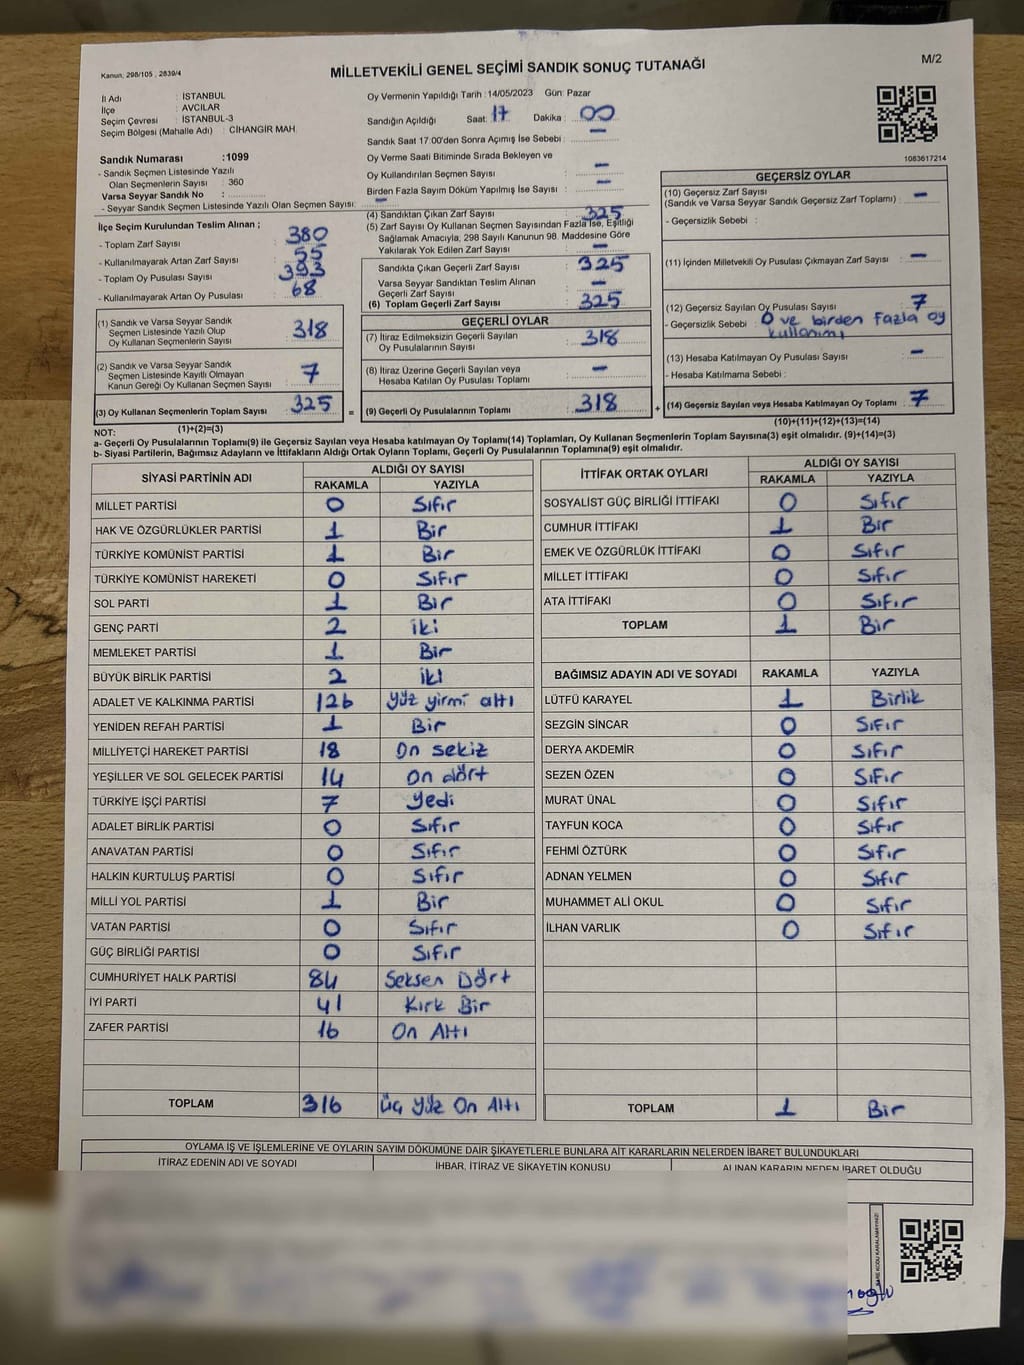 Kanun, 298/105 , 2839/4
MİLLETVEKİLİ GENEL SEÇİMİ SANDIK SONUÇ TUTANAĞI
M/2
İl Adı : İSTANBUL
İlçe : AVCILAR
Seçim Çevresi : İSTANBUL-3
Seçim Bölgesi (Mahalle Adı) : CİHANGİR MAH.
Sandık Numarası :1099
- Sandık Seçmen Listesinde Yazılı
Olan Seçmenlerin Sayısı : 360
Varsa Seyyar Sandık No : –
- Seyyar Sandık Seçmen Listesinde Yazılı Olan Seçmen Sayısı:
Oy Vermenin Yapıldığı Tarih :14/05/2023 Gün: Pazar
Sandığın Açıldığı Saat: 17 Dakika : 00
Sandık Saat 17.00'den Sonra Açılmış İse Sebebi : –
Oy Verme Saati Bitiminde Sırada Bekleyen ve
Oy Kullandırılan Seçmen Sayısı : –
Birden Fazla Sayım Döküm Yapılmış İse Sayısı : –
1083617214
İlçe Seçim Kurulundan Teslim Alınan ;
- Toplam Zarf Sayısı : 380
- Kullanılmayarak Artan Zarf Sayısı : 55
- Toplam Oy Pusulası Sayısı : 393
- Kullanılmayarak Artan Oy Pusulası : 68
(1) Sandık ve Varsa Seyyar Sandık
Seçmen Listesinde Yazılı Olup
Oy Kullanan Seçmenlerin Sayısı : 318
(2) Sandık ve Varsa Seyyar Sandık
Seçmen Listesinde Kayıtlı Olmayan
Kanun Gereği Oy Kullanan Seçmen Sayısı : 7
(3) Oy Kullanan Seçmenlerin Toplam Sayısı : 325 =
(1)+(2)=(3)
(4) Sandıktan Çıkan Zarf Sayısı : 325
(5) Zarf Sayısı Oy Kullanan Seçmen Sayısından Fazla İse, Eşitliği
Sağlamak Amacıyla, 298 Sayılı Kanunun 98. Maddesine Göre
Yakılarak Yok Edilen Zarf Sayısı : –
Sandıkta Çıkan Geçerli Zarf Sayısı : 325
Varsa Seyyar Sandıktan Teslim Alınan
Geçerli Zarf Sayısı : –
(6) Toplam Geçerli Zarf Sayısı : 325
GEÇERLİ OYLAR
(7) İtiraz Edilmeksizin Geçerli Sayılan
Oy Pusulalarının Sayısı : 318
(8) İtiraz Üzerine Geçerli Sayılan veya
Hesaba Katılan Oy Pusulası Toplamı : –
(9) Geçerli Oy Pusulalarının Toplamı : 318 +
GEÇERSİZ OYLAR
(10) Geçersiz Zarf Sayısı
(Sandık ve Varsa Seyyar Sandık Geçersiz Zarf Toplamı) : –
- Geçersizlik Sebebi :
(11) İçinden Milletvekili Oy Pusulası Çıkmayan Zarf Sayısı : –
(12) Geçersiz Sayılan Oy Pusulası Sayısı : 7
- Geçersizlik Sebebi : 0 ve birden Fazla oy
kullanımı
(13) Hesaba Katılmayan Oy Pusulası Sayısı : –
- Hesaba Katılmama Sebebi :
(14) Geçersiz Sayılan veya Hesaba Katılmayan Oy Toplamı : 7
(10)+(11)+(12)+(13)=(14)
NOT:
a- Geçerli Oy Pusulalarının Toplamı(9) ile Geçersiz Sayılan veya Hesaba katılmayan Oy Toplamı(14) Toplamları, Oy Kullanan Seçmenlerin Toplam Sayısına(3) eşit olmalıdır. (9)+(14)=(3)
b- Siyasi Partilerin, Bağımsız Adayların ve İttifakların Aldığı Ortak Oyların Toplamı, Geçerli Oy Pusulalarının Toplamına(9) eşit olmalıdır.
SİYASİ PARTİNİN ADI ALDIĞI OY SAYISI
RAKAMLA YAZIYLA
MİLLET PARTİSİ 0 Sıfır
HAK VE ÖZGÜRLÜKLER PARTİSİ 1 Bir
TÜRKİYE KOMÜNİST PARTİSİ 1 Bir
TÜRKİYE KOMÜNİST HAREKETİ 0 Sıfır
SOL PARTİ 1 Bir
GENÇ PARTİ 2 iki
MEMLEKET PARTİSİ 1 Bir
BÜYÜK BİRLİK PARTİSİ 2 iki
ADALET VE KALKINMA PARTİSİ 126 yüz yirmi altı
YENİDEN REFAH PARTİSİ 1 Bir
MİLLİYETÇİ HAREKET PARTİSİ 18 On sekiz
YEŞİLLER VE SOL GELECEK PARTİSİ 14 On dört
TÜRKİYE İŞÇİ PARTİSİ 7 yedi
ADALET BİRLİK PARTİSİ 0 Sıfır
ANAVATAN PARTİSİ 0 Sıfır
HALKIN KURTULUŞ PARTİSİ 0 Sıfır
MİLLİ YOL PARTİSİ 1 Bir
VATAN PARTİSİ 0 Sıfır
GÜÇ BİRLİĞİ PARTİSİ 0 Sıfır
CUMHURİYET HALK PARTİSİ 84 Seksen Dört
İYİ PARTİ 41 Kırk Bir
ZAFER PARTİSİ 16 On Altı
TOPLAM 316 üç Yüz On Altı
İTTİFAK ORTAK OYLARI ALDIĞI OY SAYISI
RAKAMLA YAZIYLA
SOSYALİST GÜÇ BİRLİĞİ İTTİFAKI 0 Sıfır
CUMHUR İTTİFAKI 1 Bir
EMEK VE ÖZGÜRLÜK İTTİFAKI 0 Sıfır
MİLLET İTTİFAKI 0 Sıfır
ATA İTTİFAKI 0 Sıfır
TOPLAM 1 Bir
BAĞIMSIZ ADAYIN ADI VE SOYADI RAKAMLA YAZIYLA
LÜTFÜ KARAYEL 1 Birlik
SEZGİN SİNCAR 0 Sıfır
DERYA AKDEMİR 0 Sıfır
SEZEN ÖZEN 0 Sıfır
MURAT ÜNAL 0 Sıfır
TAYFUN KOCA 0 Sıfır
FEHMİ ÖZTÜRK 0 Sıfır
ADNAN YELMEN 0 Sıfır
MUHAMMET ALİ OKUL 0 Sıfır
İLHAN VARLIK 0 Sıfır
TOPLAM 1 Bir
OYLAMA İŞ VE İŞLEMLERİNE VE OYLARIN SAYIM DÖKÜMÜNE DAİR ŞİKAYETLERLE BUNLARA AİT KARARLARIN NELERDEN İBARET BULUNDUKLARI
İTİRAZ EDENİN ADI VE SOYADI İHBAR, İTİRAZ VE ŞİKAYETİN KONUSU ALINAN KARARIN NEDEN İBARET OLDUĞU
KARE KODU KARALAMAYINIZ!